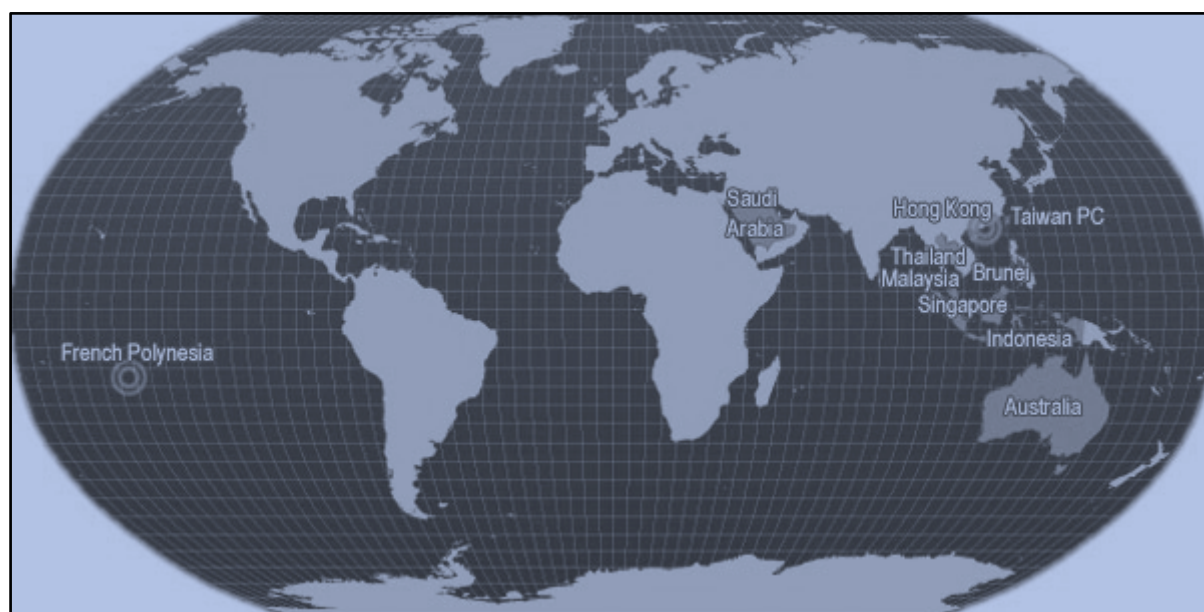 Saudi
Arabia
Hong Kong
Taiwan PC
Thailand
Brunei
Malaysia
Singapore
Indonesia
French Polynesia
Australia